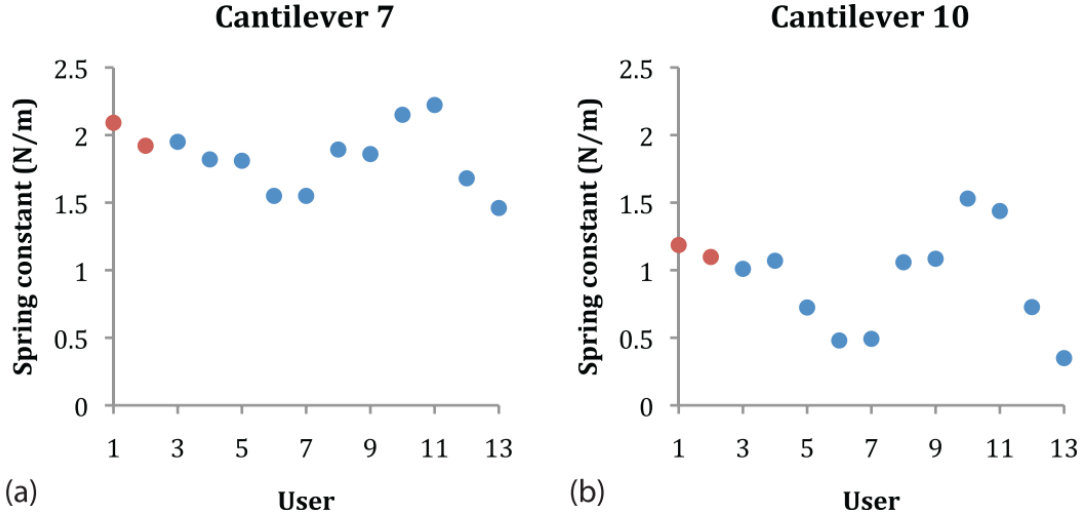 Cantilever 7
Spring constant (N/m)
2.5
2
1.5
1
0.5
0
1 3 5 7 9 11 13
User
(a)
Cantilever 10
Spring constant (N/m)
2.5
2
1.5
1
0.5
0
1 3 5 7 9 11 13
User
(b)